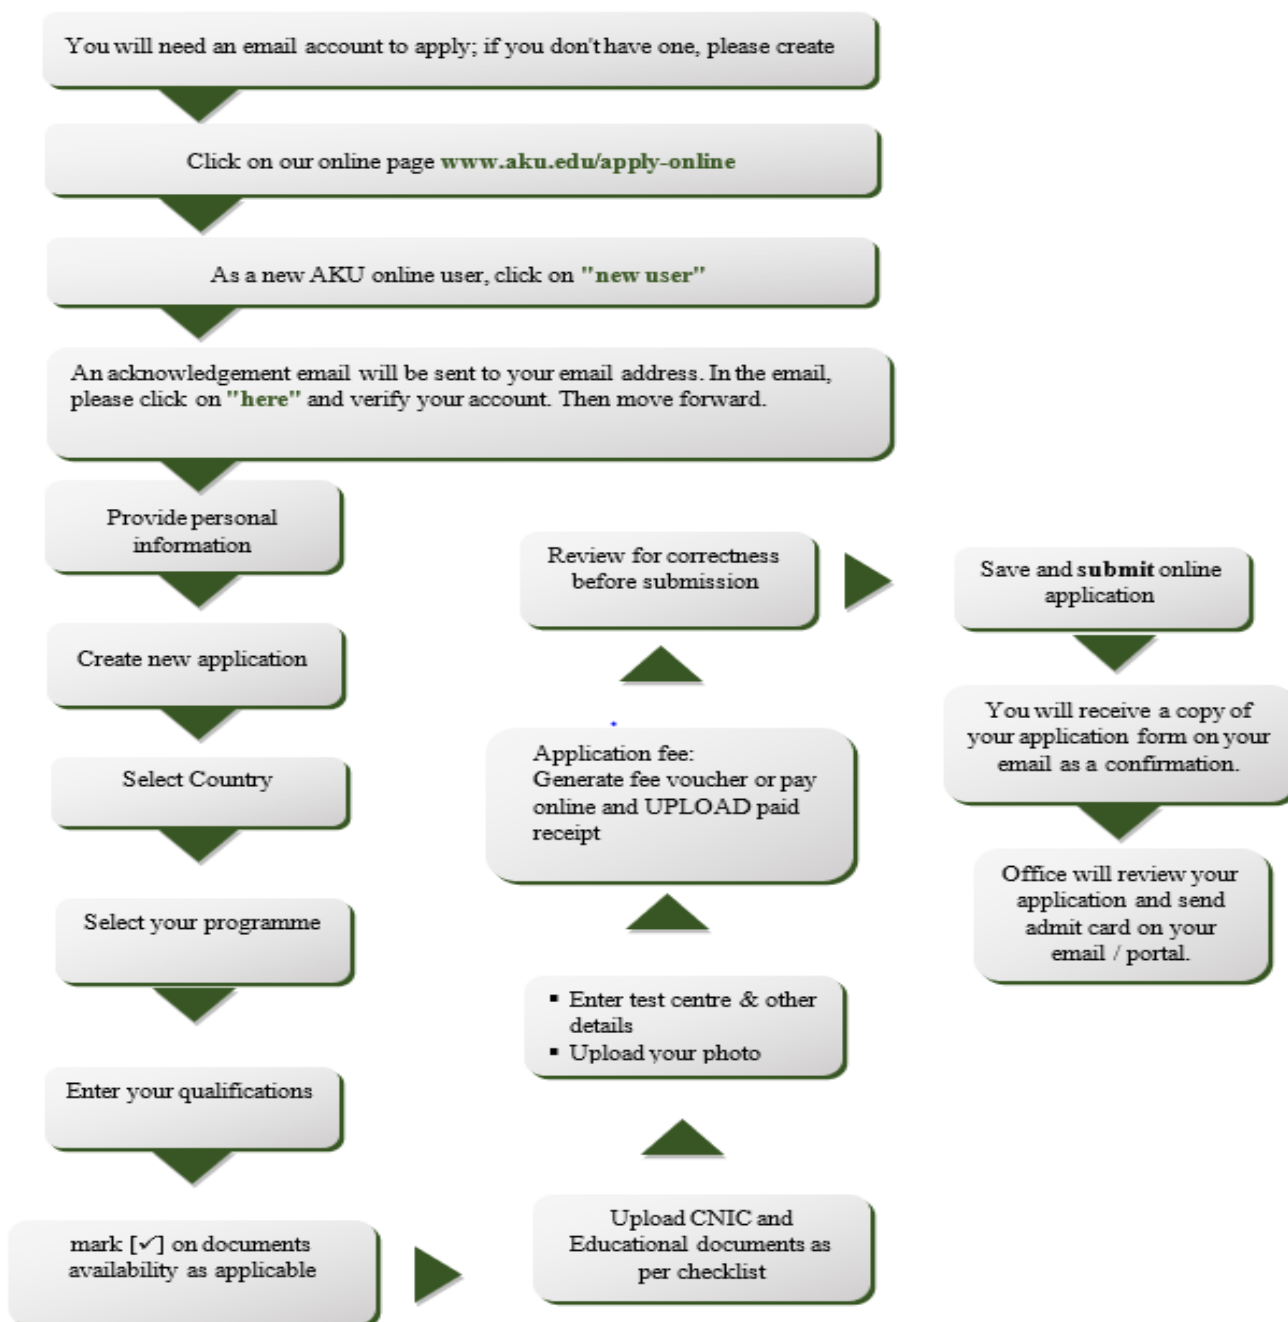 You will need an email account to apply; if you don't have one, please create
Click on our online page www.aku.edu/apply-online
As a new AKU online user, click on "new user"
An acknowledgement email will be sent to your email address. In the email,
please click on "here" and verify your account. Then move forward.
Provide personal
information
Create new application
Select Country
Select your programme
Enter your qualifications
mark [✓] on documents
availability as applicable
Upload CNIC and
Educational documents as
per checklist
▪ Enter test centre & other
details
▪ Upload your photo
Application fee:
Generate fee voucher or pay
online and UPLOAD paid
receipt
Review for correctness
before submission
Save and submit online
application
You will receive a copy of
your application form on your
email as a confirmation.
Office will review your
application and send
admit card on your
email / portal.